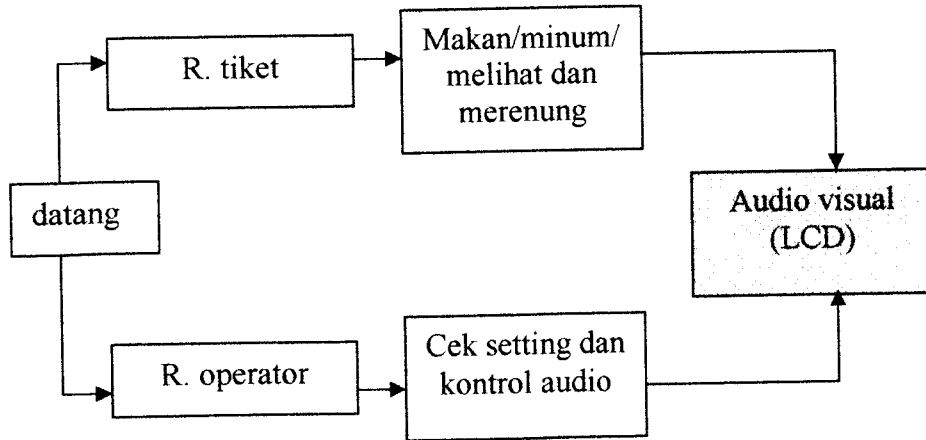 R. tiket
Makan/minum/
melihat dan
merenung
datang
Audio visual
(LCD)
R. operator
Cek setting dan
kontrol audio